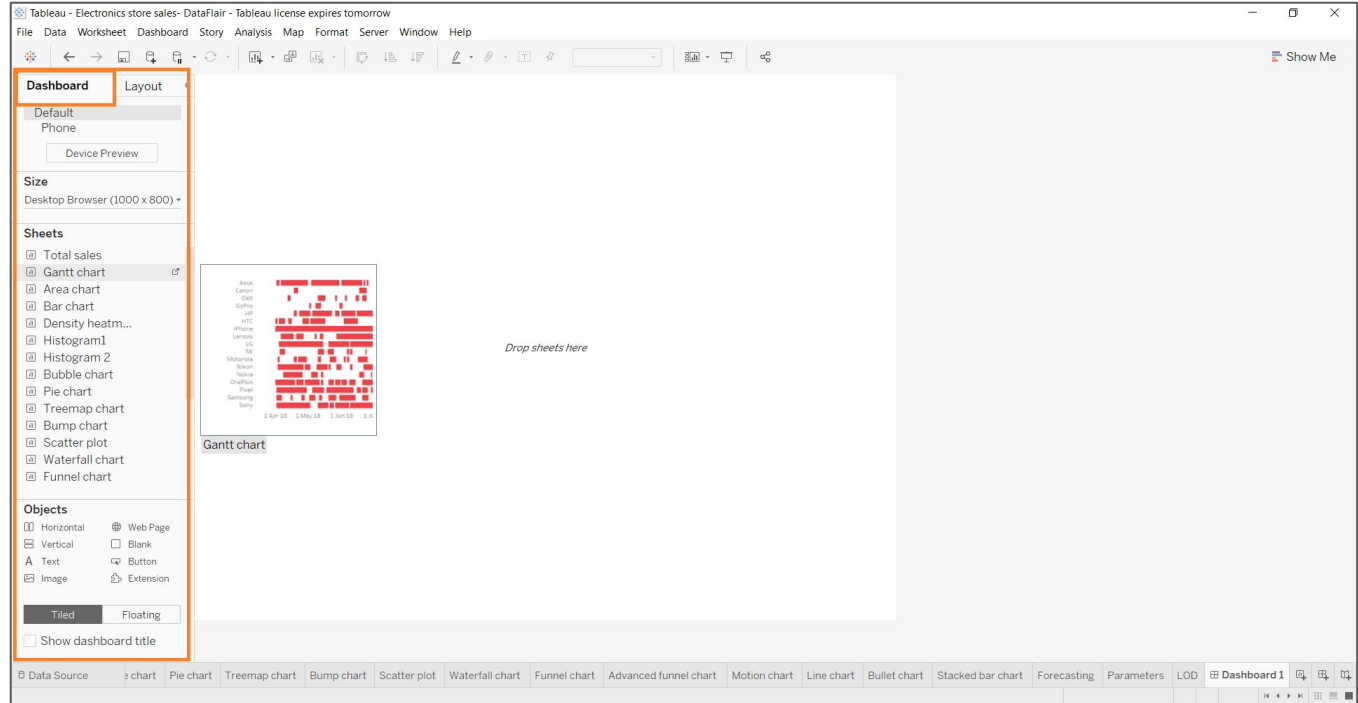 Tableau - Electronics store sales- DataFlair - Tableau license expires tomorrow
File Data Worksheet Dashboard Story Analysis Map Format Server Window Help
Show Me
Dashboard Layout
Default
Phone
Device Preview
Size
Desktop Browser (1000 x 800)
Sheets
Total sales
Gantt chart
Area chart
Bar chart
Density heatm...
Histogram1
Histogram 2
Bubble chart
Pie chart
Treemap chart
Bump chart
Scatter plot
Waterfall chart
Funnel chart
Objects
Horizontal Web Page
Vertical Blank
A Text Button
Image Extension
Tiled Floating
Show dashboard title
Asus
Canon
Dell
GoPro
HP
HTC
iPhone
Lenovo
LG
Mi
Motorola
Nikon
Nokia
OnePlus
Pixel
Samsung
Sony
1 Apr 18 1 May 18 1 Jun 18 1 Ju
Gantt chart
Drop sheets here
Data Source e chart Pie chart Treemap chart Bump chart Scatter plot Waterfall chart Funnel chart Advanced funnel chart Motion chart Line chart Bullet chart Stacked bar chart Forecasting Parameters LOD Dashboard 1